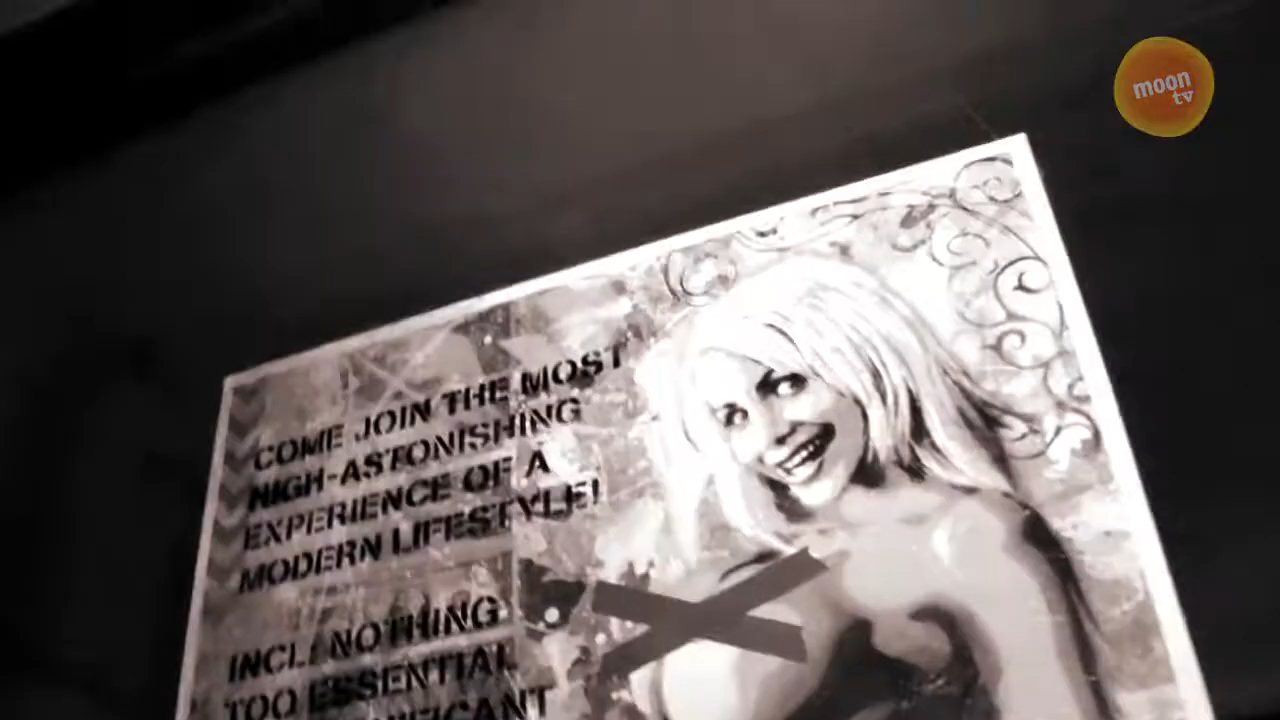 moon
tv
COME JOIN THE MOST
NIGH-ASTONISHING
EXPERIENCE OF A
MODERN LIFESTYLE!
INCL. NOTHING
TOO ESSENTIAL